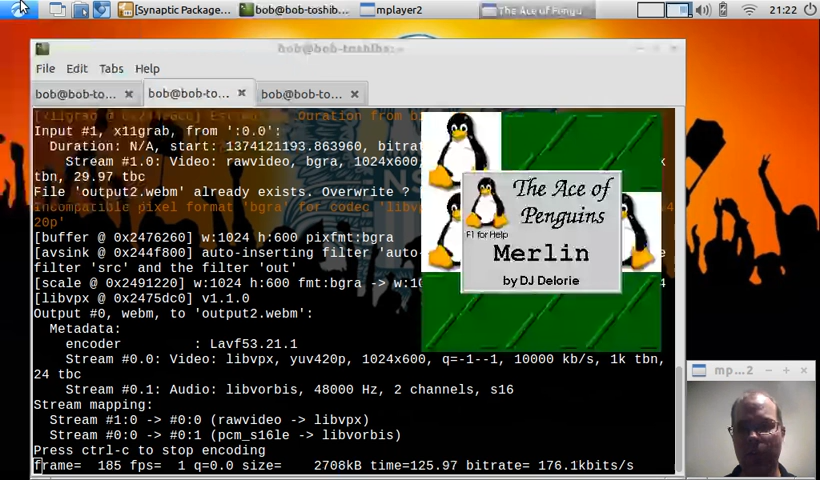 [Synaptic Package...
bob@bob-toshib...
mplayer2
The Ace of Pengu...
21:22
bob@bob-toshiba:~
File Edit Tabs Help
bob@bob-to...
bob@bob-to...
bob@bob-to...
Input #1, x11grab, from ':0.0':
Duration: N/A, start: 1374121193.863960, bitrat
Stream #1.0: Video: rawvideo, bgra, 1024x600,
tbn, 29.97 tbc
File 'output2.webm' already exists. Overwrite ?
Incompatible pixel format 'bgra' for codec 'libv
20p'
[buffer @ 0x2476260] w:1024 h:600 pixfmt:bgra
[avsink @ 0x244f800] auto-inserting filter 'auto-
filter 'src' and the filter 'out'
[scale @ 0x2491220] w:1024 h:600 fmt:bgra -> w:10
[libvpx @ 0x2475dc0] v1.1.0
Output #0, webm, to 'output2.webm':
Metadata:
encoder : Lavf53.21.1
Stream #0.0: Video: libvpx, yuv420p, 1024x600, q=-1--1, 10000 kb/s, 1k tbn,
24 tbc
Stream #0.1: Audio: libvorbis, 48000 Hz, 2 channels, s16
Stream mapping:
Stream #1:0 -> #0:0 (rawvideo -> libvpx)
Stream #0:0 -> #0:1 (pcm_s16le -> libvorbis)
Press ctrl-c to stop encoding
frame= 185 fps= 1 q=0.0 size= 2708kB time=125.97 bitrate= 176.1kbits/s
The Ace of
Penguins
F1 for Help
Merlin
by DJ Delorie
mp...2